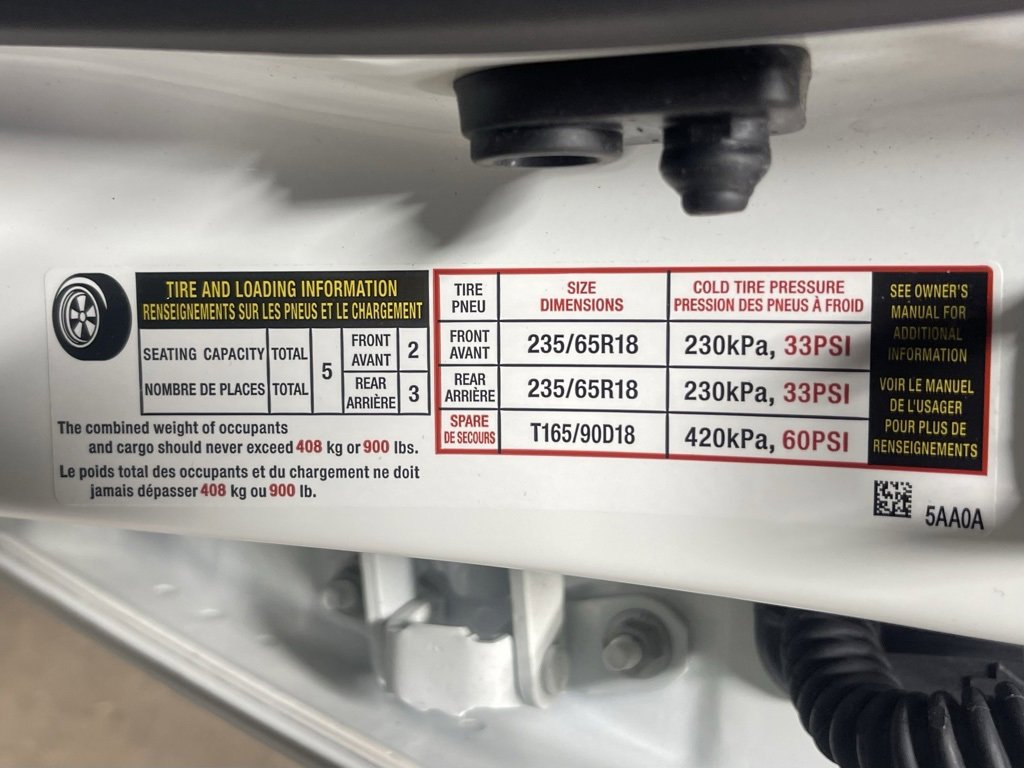 TIRE AND LOADING INFORMATION
RENSEIGNEMENTS SUR LES PNEUS ET LE CHARGEMENT
SEATING CAPACITY TOTAL
NOMBRE DE PLACES TOTAL
5
FRONT
AVANT
2
REAR
ARRIÈRE
3
The combined weight of occupants
and cargo should never exceed 408 kg or 900 lbs.
Le poids total des occupants et du chargement ne doit
jamais dépasser 408 kg ou 900 lb.
TIRE
PNEU
SIZE
DIMENSIONS
COLD TIRE PRESSURE
PRESSION DES PNEUS À FROID
FRONT
AVANT
235/65R18
230kPa, 33PSI
REAR
ARRIÈRE
235/65R18
230kPa, 33PSI
SPARE
DE SECOURS
T165/90D18
420kPa, 60PSI
SEE OWNER'S
MANUAL FOR
ADDITIONAL
INFORMATION
VOIR LE MANUEL
DE L'USAGER
POUR PLUS DE
RENSEIGNEMENTS
5AA0A